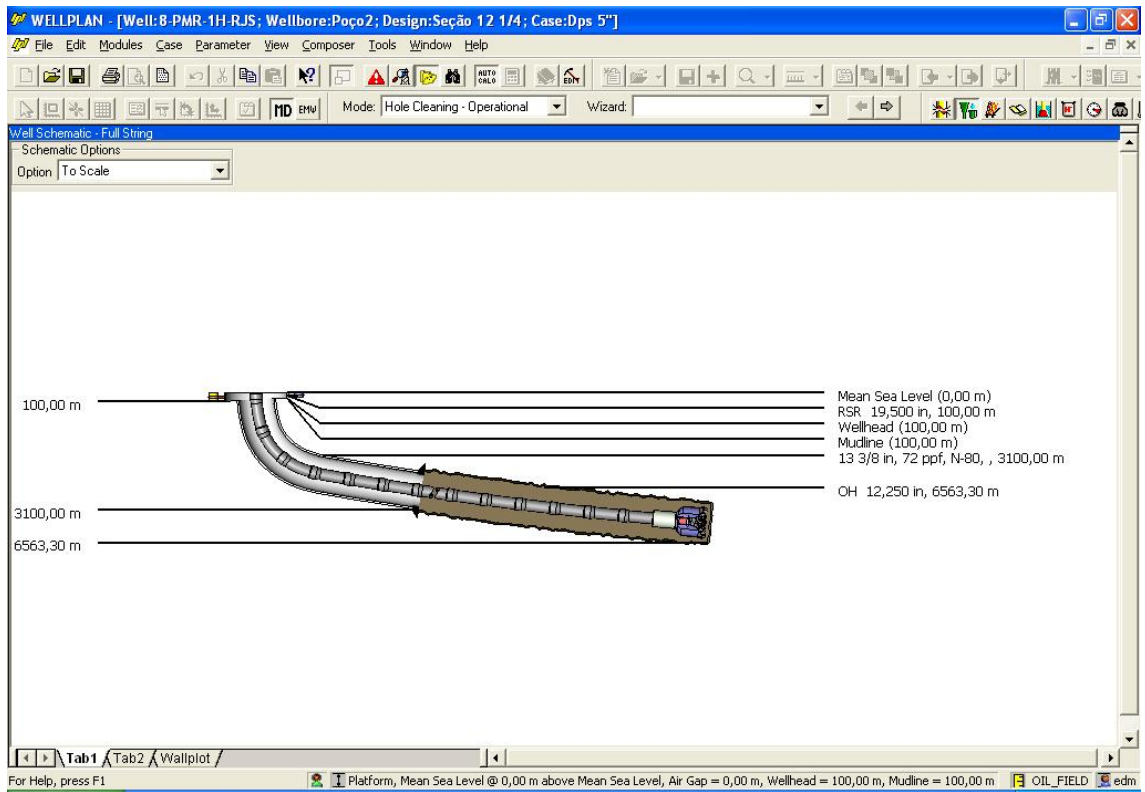 WELLPLAN - [Well:8-PMR-1H-RJS; Wellbore:Poço2; Design:Seção 12 1/4; Case:Dps 5"]
File Edit Modules Case Parameter View Composer Tools Window Help
AUTO CALC EDIT
MD EMW Mode: Hole Cleaning - Operational Wizard:
Well Schematic - Full String
Schematic Options
Option To Scale
Mean Sea Level (0,00 m)
100,00 m
RSR 19,500 in, 100,00 m
Wellhead (100,00 m)
Mudline (100,00 m)
13 3/8 in, 72 ppf, N-80, , 3100,00 m
OH 12,250 in, 6563,30 m
3100,00 m
6563,30 m
Tab1 Tab2 Wallplot
For Help, press F1 Platform, Mean Sea Level @ 0,00 m above Mean Sea Level, Air Gap = 0,00 m, Wellhead = 100,00 m, Mudline = 100,00 m OIL_FIELD edm